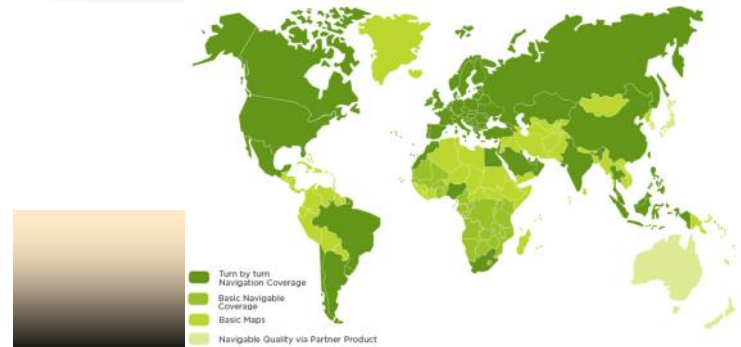 Turn by turn
Navigation Coverage
Basic Navigable
Coverage
Basic Maps
Navigable Quality via Partner Product